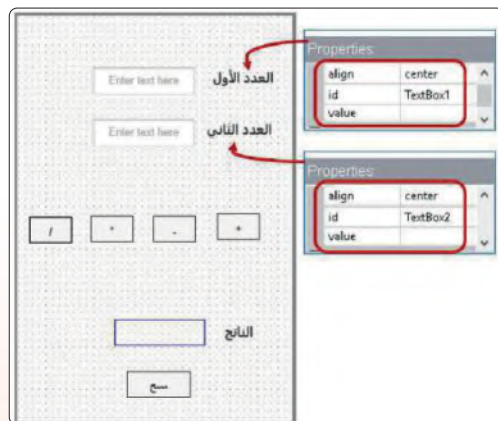 Enter text here العدد الأول
Enter text here العدد الثاني
/ * - +
الناتج
مسح
Properties
align center
id TextBox1
value
Properties
align center
id TextBox2
value